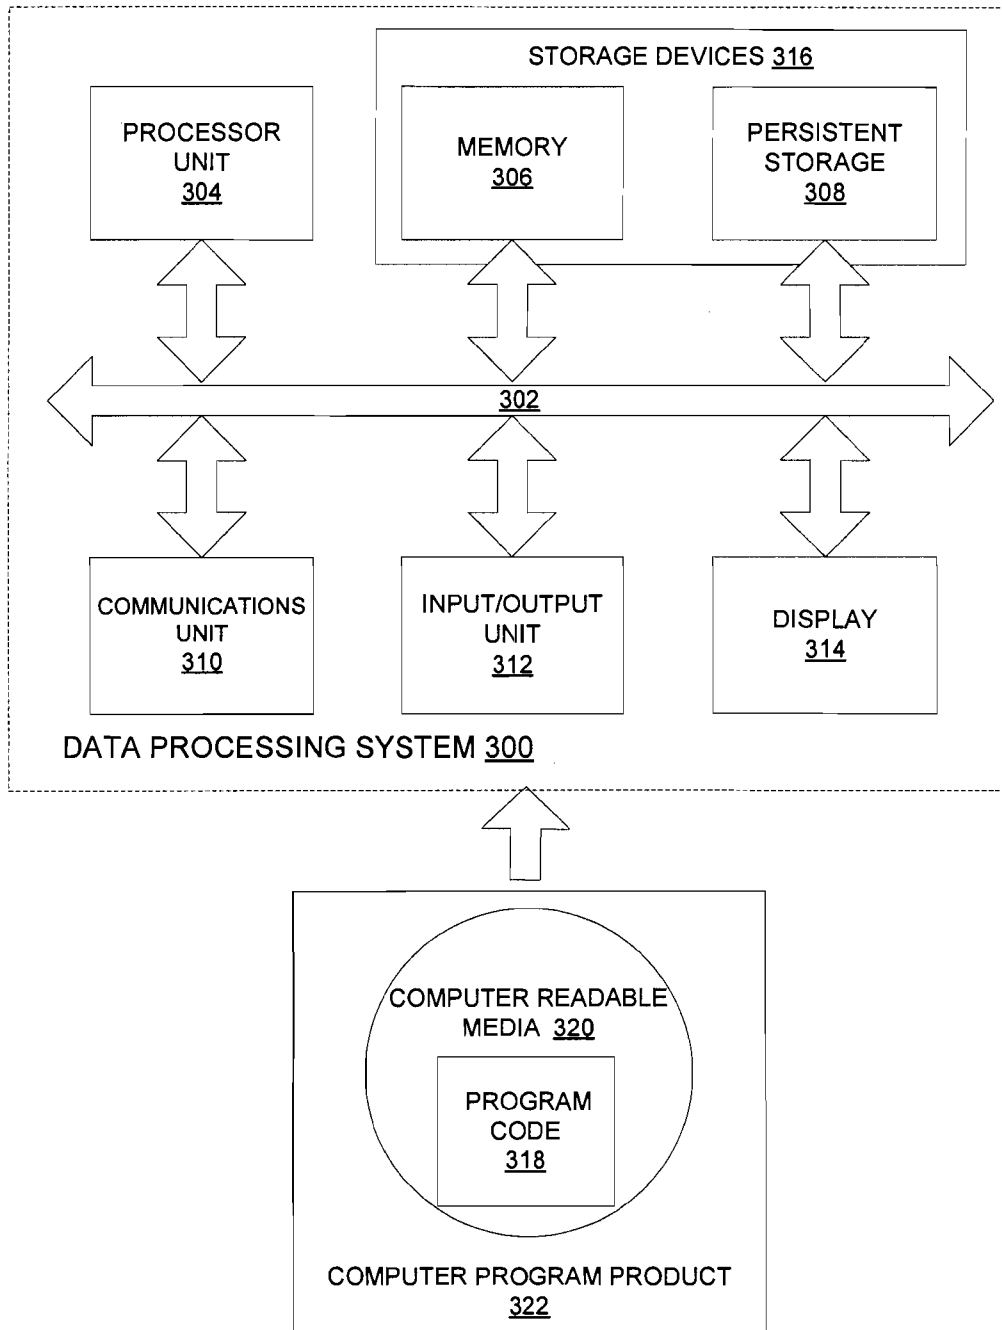 STORAGE DEVICES 316
PROCESSOR
UNIT
304
MEMORY
306
PERSISTENT
STORAGE
308
302
COMMUNICATIONS
UNIT
310
INPUT/OUTPUT
UNIT
312
DISPLAY
314
DATA PROCESSING SYSTEM 300
COMPUTER READABLE
MEDIA 320
PROGRAM
CODE
318
COMPUTER PROGRAM PRODUCT
322